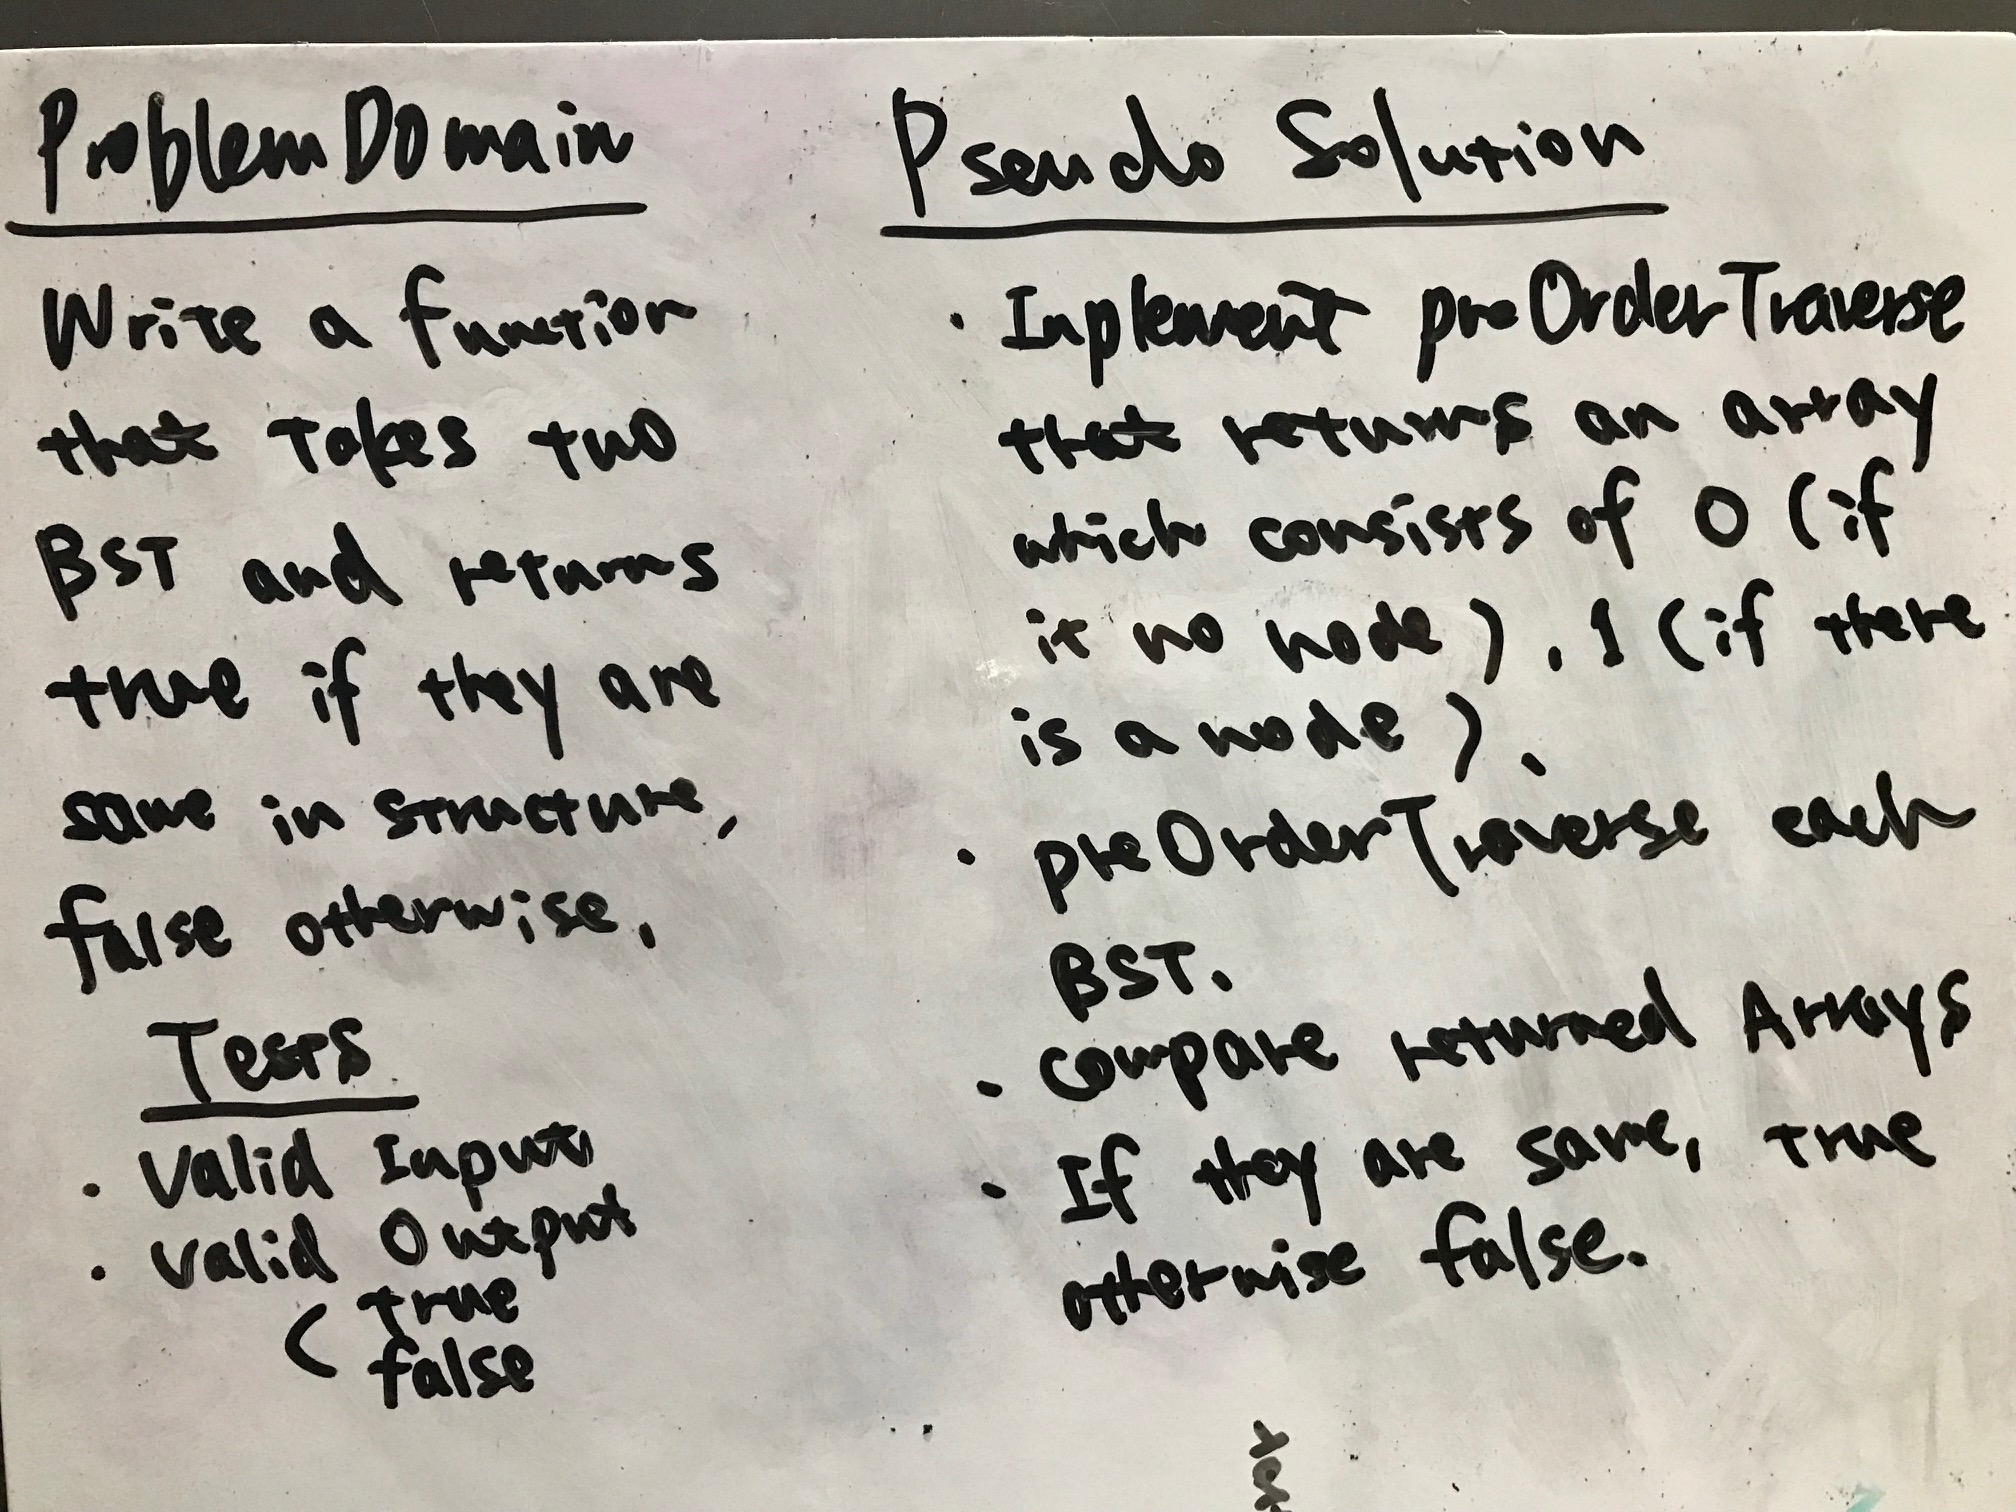 Problem Domain
Write a function
that takes two
BST and returns
true if they are
same in structure,
false otherwise,
Tests
· Valid Input
· Valid Output
( true
false
Pseudo Solution
· Inplement preOrderTraverse
that returns an array
which consists of 0 (if
it no node), 1 (if there
is a node).
· preOrderTraverse each
BST.
· compare returned Arrays
· If they are same, true
otherwise false.